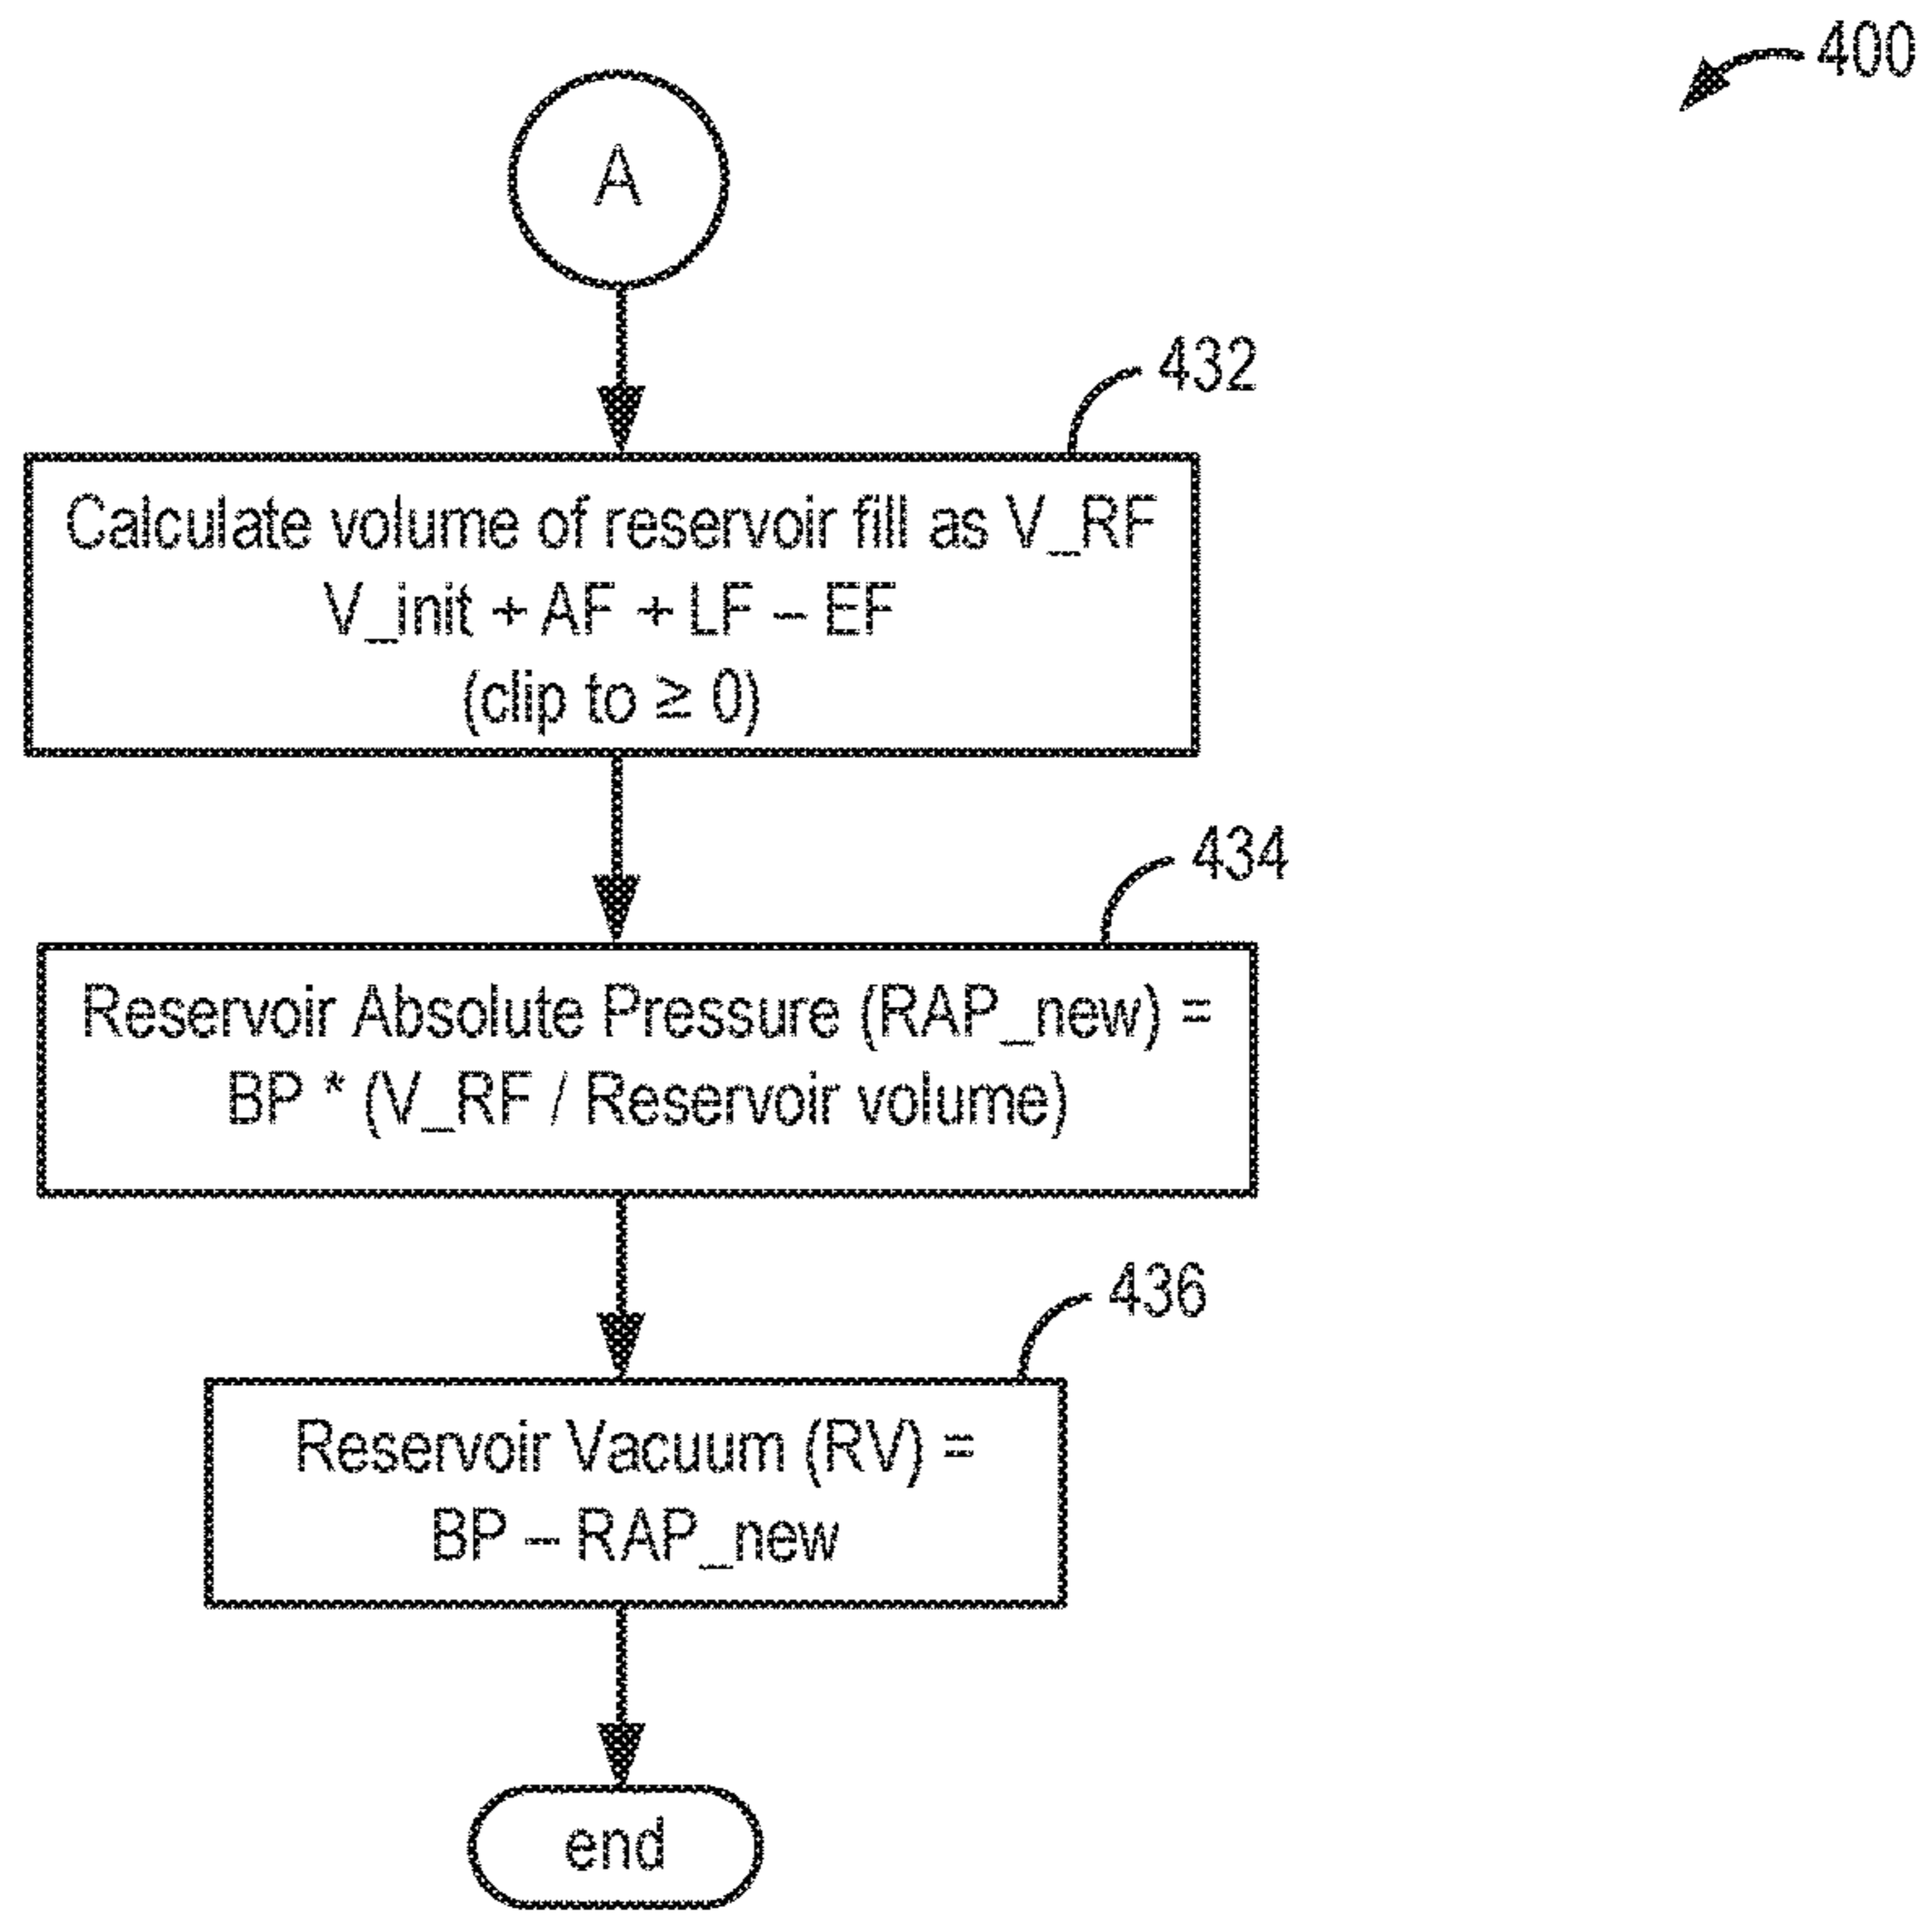 400
A
432
Calculate volume of reservoir fill as V_RF
V_init + AF + LF – EF
(clip to ≥ 0)
434
Reservoir Absolute Pressure (RAP_new) =
BP * (V_RF / Reservoir volume)
436
Reservoir Vacuum (RV) =
BP – RAP_new
end